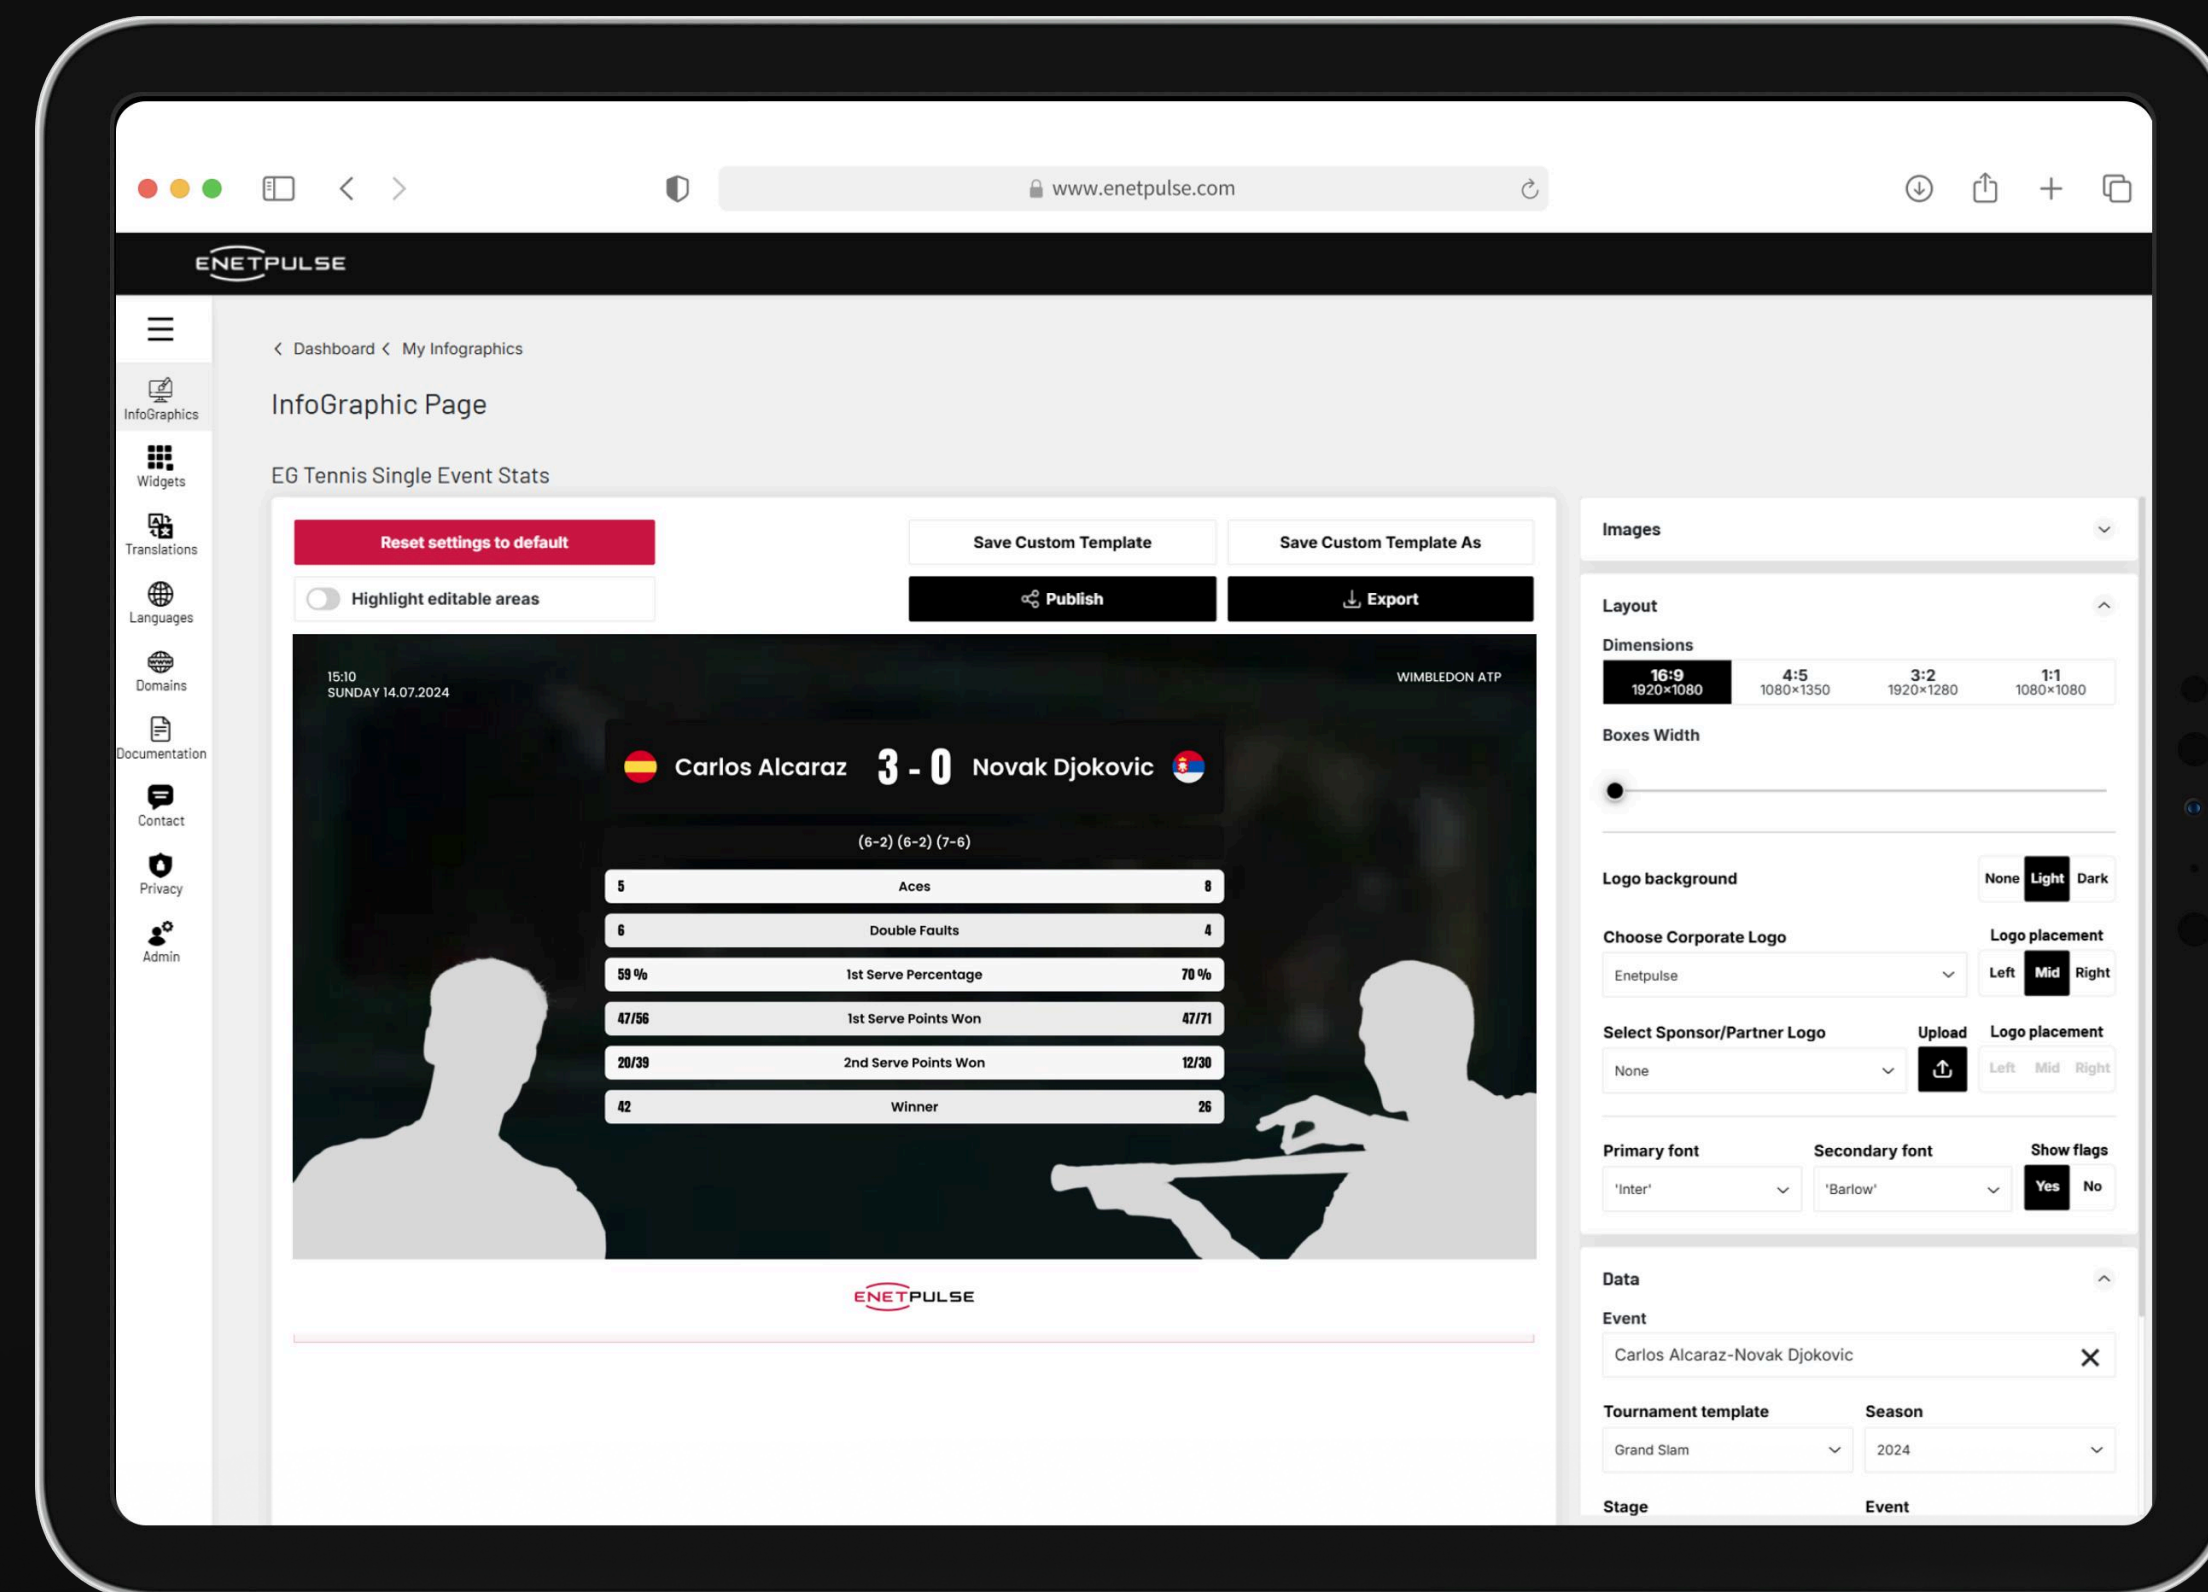 www.enetpulse.com
ENETPULSE
InfoGraphics
Widgets
Translations
Languages
www
Domains
Documentation
Contact
Privacy
Admin
Dashboard My Infographics
InfoGraphic Page
EG Tennis Single Event Stats
Reset settings to default
Save Custom Template
Save Custom Template As
Highlight editable areas
Publish
Export
15:10
SUNDAY 14.07.2024
WIMBLEDON ATP
Carlos Alcaraz 3 - 0 Novak Djokovic
(6-2) (6-2) (7-6)
5 Aces 8
6 Double Faults 4
59 % 1st Serve Percentage 70 %
47/56 1st Serve Points Won 47/71
20/39 2nd Serve Points Won 12/30
42 Winner 26
ENETPULSE
Images
Layout
Dimensions
16:9 4:5 3:2 1:1
1920×1080 1080×1350 1920×1280 1080×1080
Boxes Width
Logo background
None Light Dark
Choose Corporate Logo Logo placement
Enetpulse Left Mid Right
Select Sponsor/Partner Logo Upload Logo placement
None Left Mid Right
Primary font Secondary font Show flags
'Inter' 'Barlow' Yes No
Data
Event
Carlos Alcaraz-Novak Djokovic
Tournament template Season
Grand Slam 2024
Stage Event